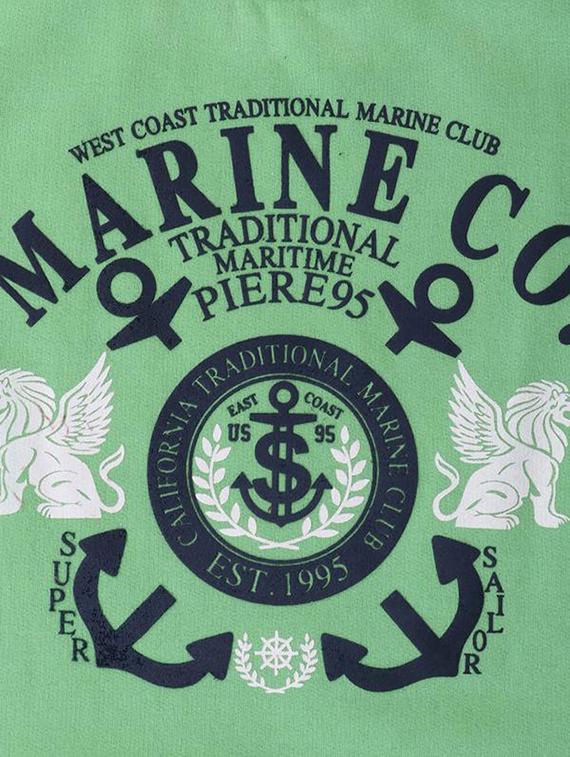 WEST COAST TRADITIONAL MARINE CLUB
MARINE CO.
TRADITIONAL
MARITIME
PIERE95
CALIFORNIA TRADITIONAL MARINE CLUB
EAST COAST
US 95
$
EST.1995
SUPER
SAILOR